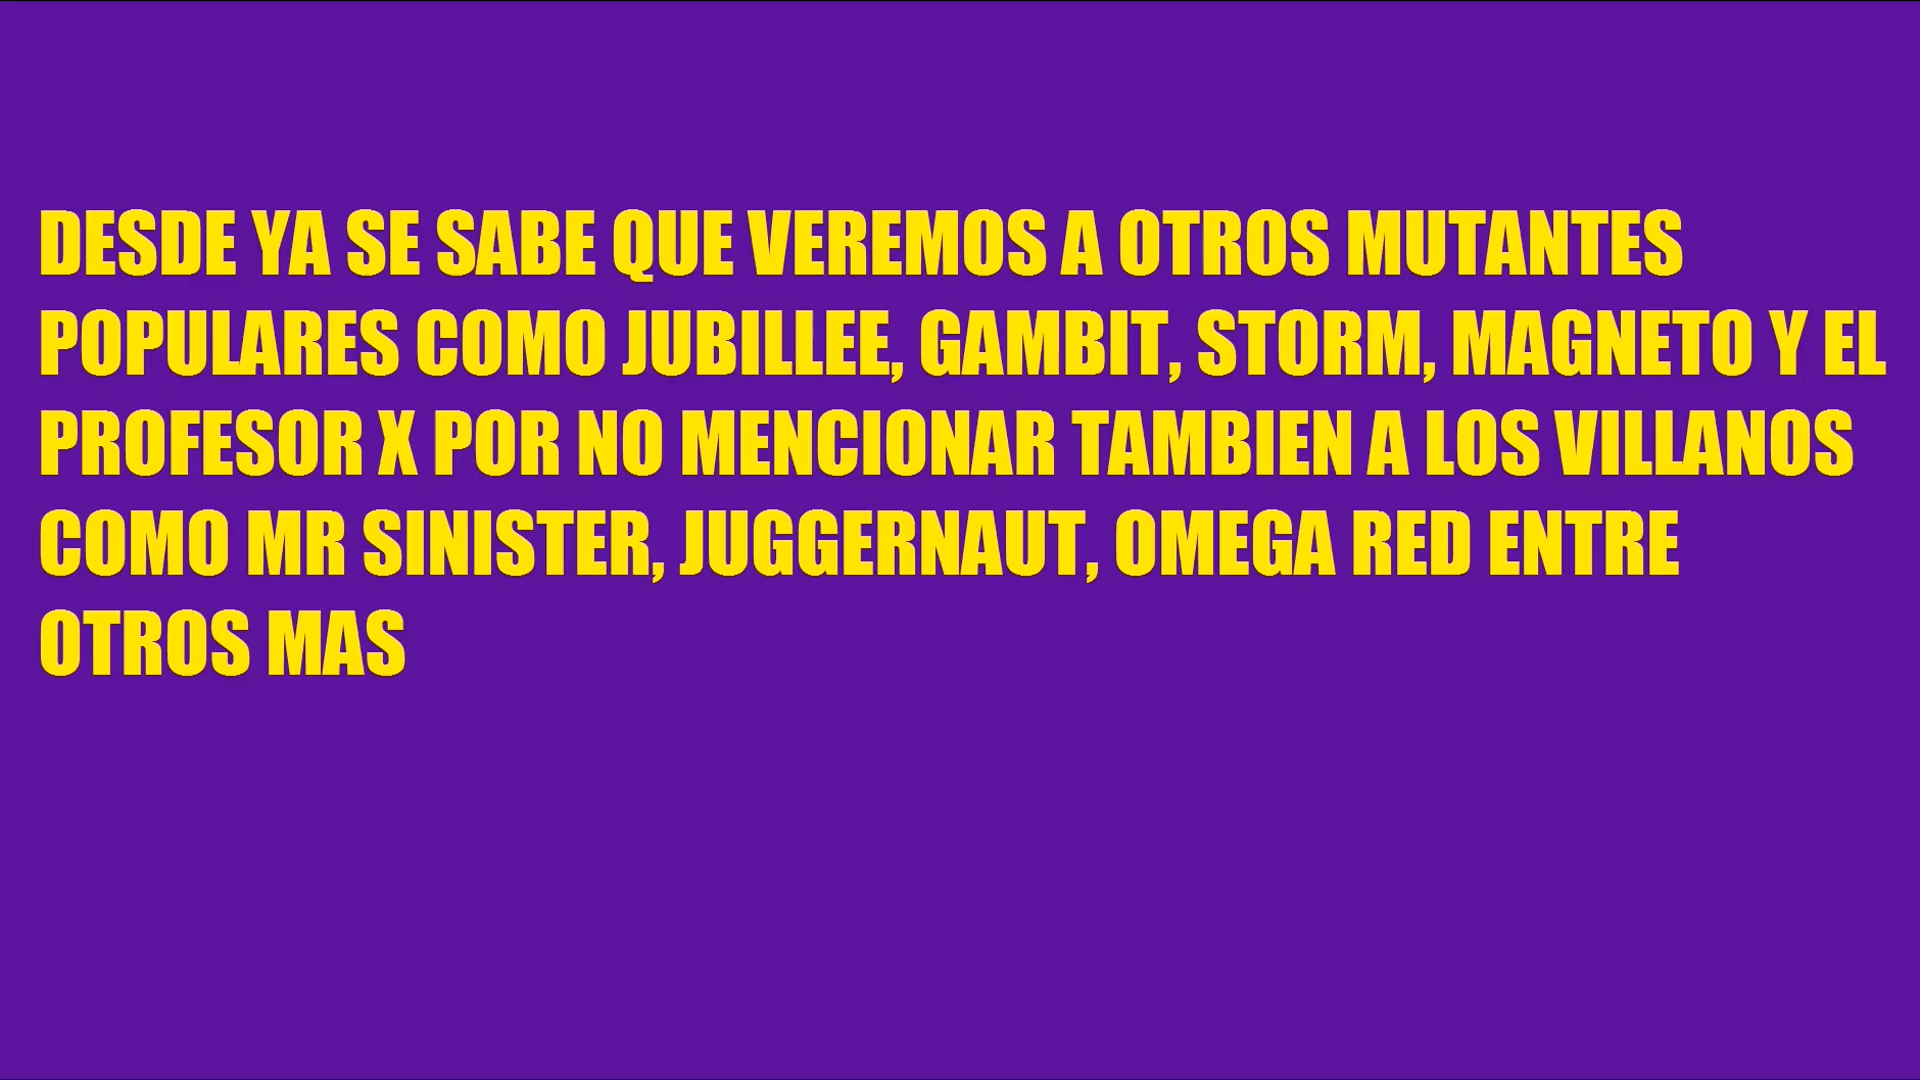 DESDE YA SE SABE QUE VEREMOS A OTROS MUTANTES
POPULARES COMO JUBILLEE, GAMBIT, STORM, MAGNETO Y EL
PROFESOR X POR NO MENCIONAR TAMBIEN A LOS VILLANOS
COMO MR SINISTER, JUGGERNAUT, OMEGA RED ENTRE
OTROS MAS